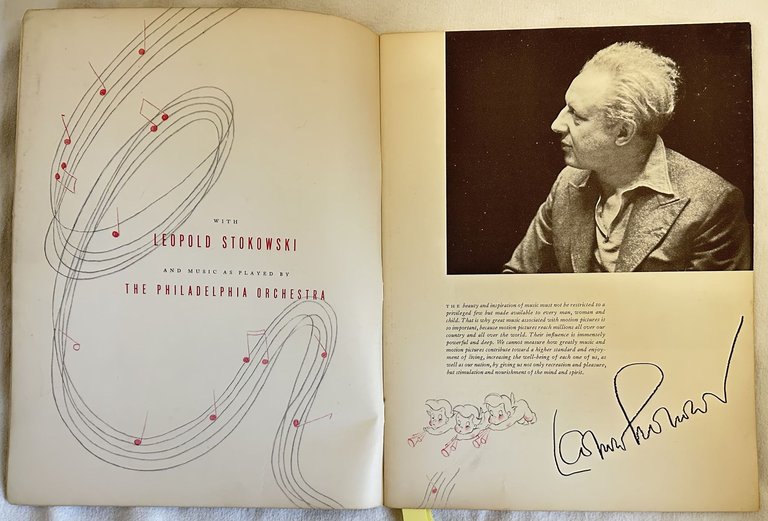 WITH
LEOPOLD STOKOWSKI
AND MUSIC AS PLAYED BY
THE PHILADELPHIA ORCHESTRA
THE beauty and inspiration of music must not be restricted to a
privileged few but made available to every man, woman and
child. That is why great music associated with motion pictures is
so important, because motion pictures reach millions all over our
country and all over the world. Their influence is immensely
powerful and deep. We cannot measure how greatly music and
motion pictures contribute toward a higher standard and enjoy-
ment of living, increasing the well-being of each one of us, as
well as our nation, by giving us not only recreation and pleasure,
but stimulation and nourishment of the mind and spirit.